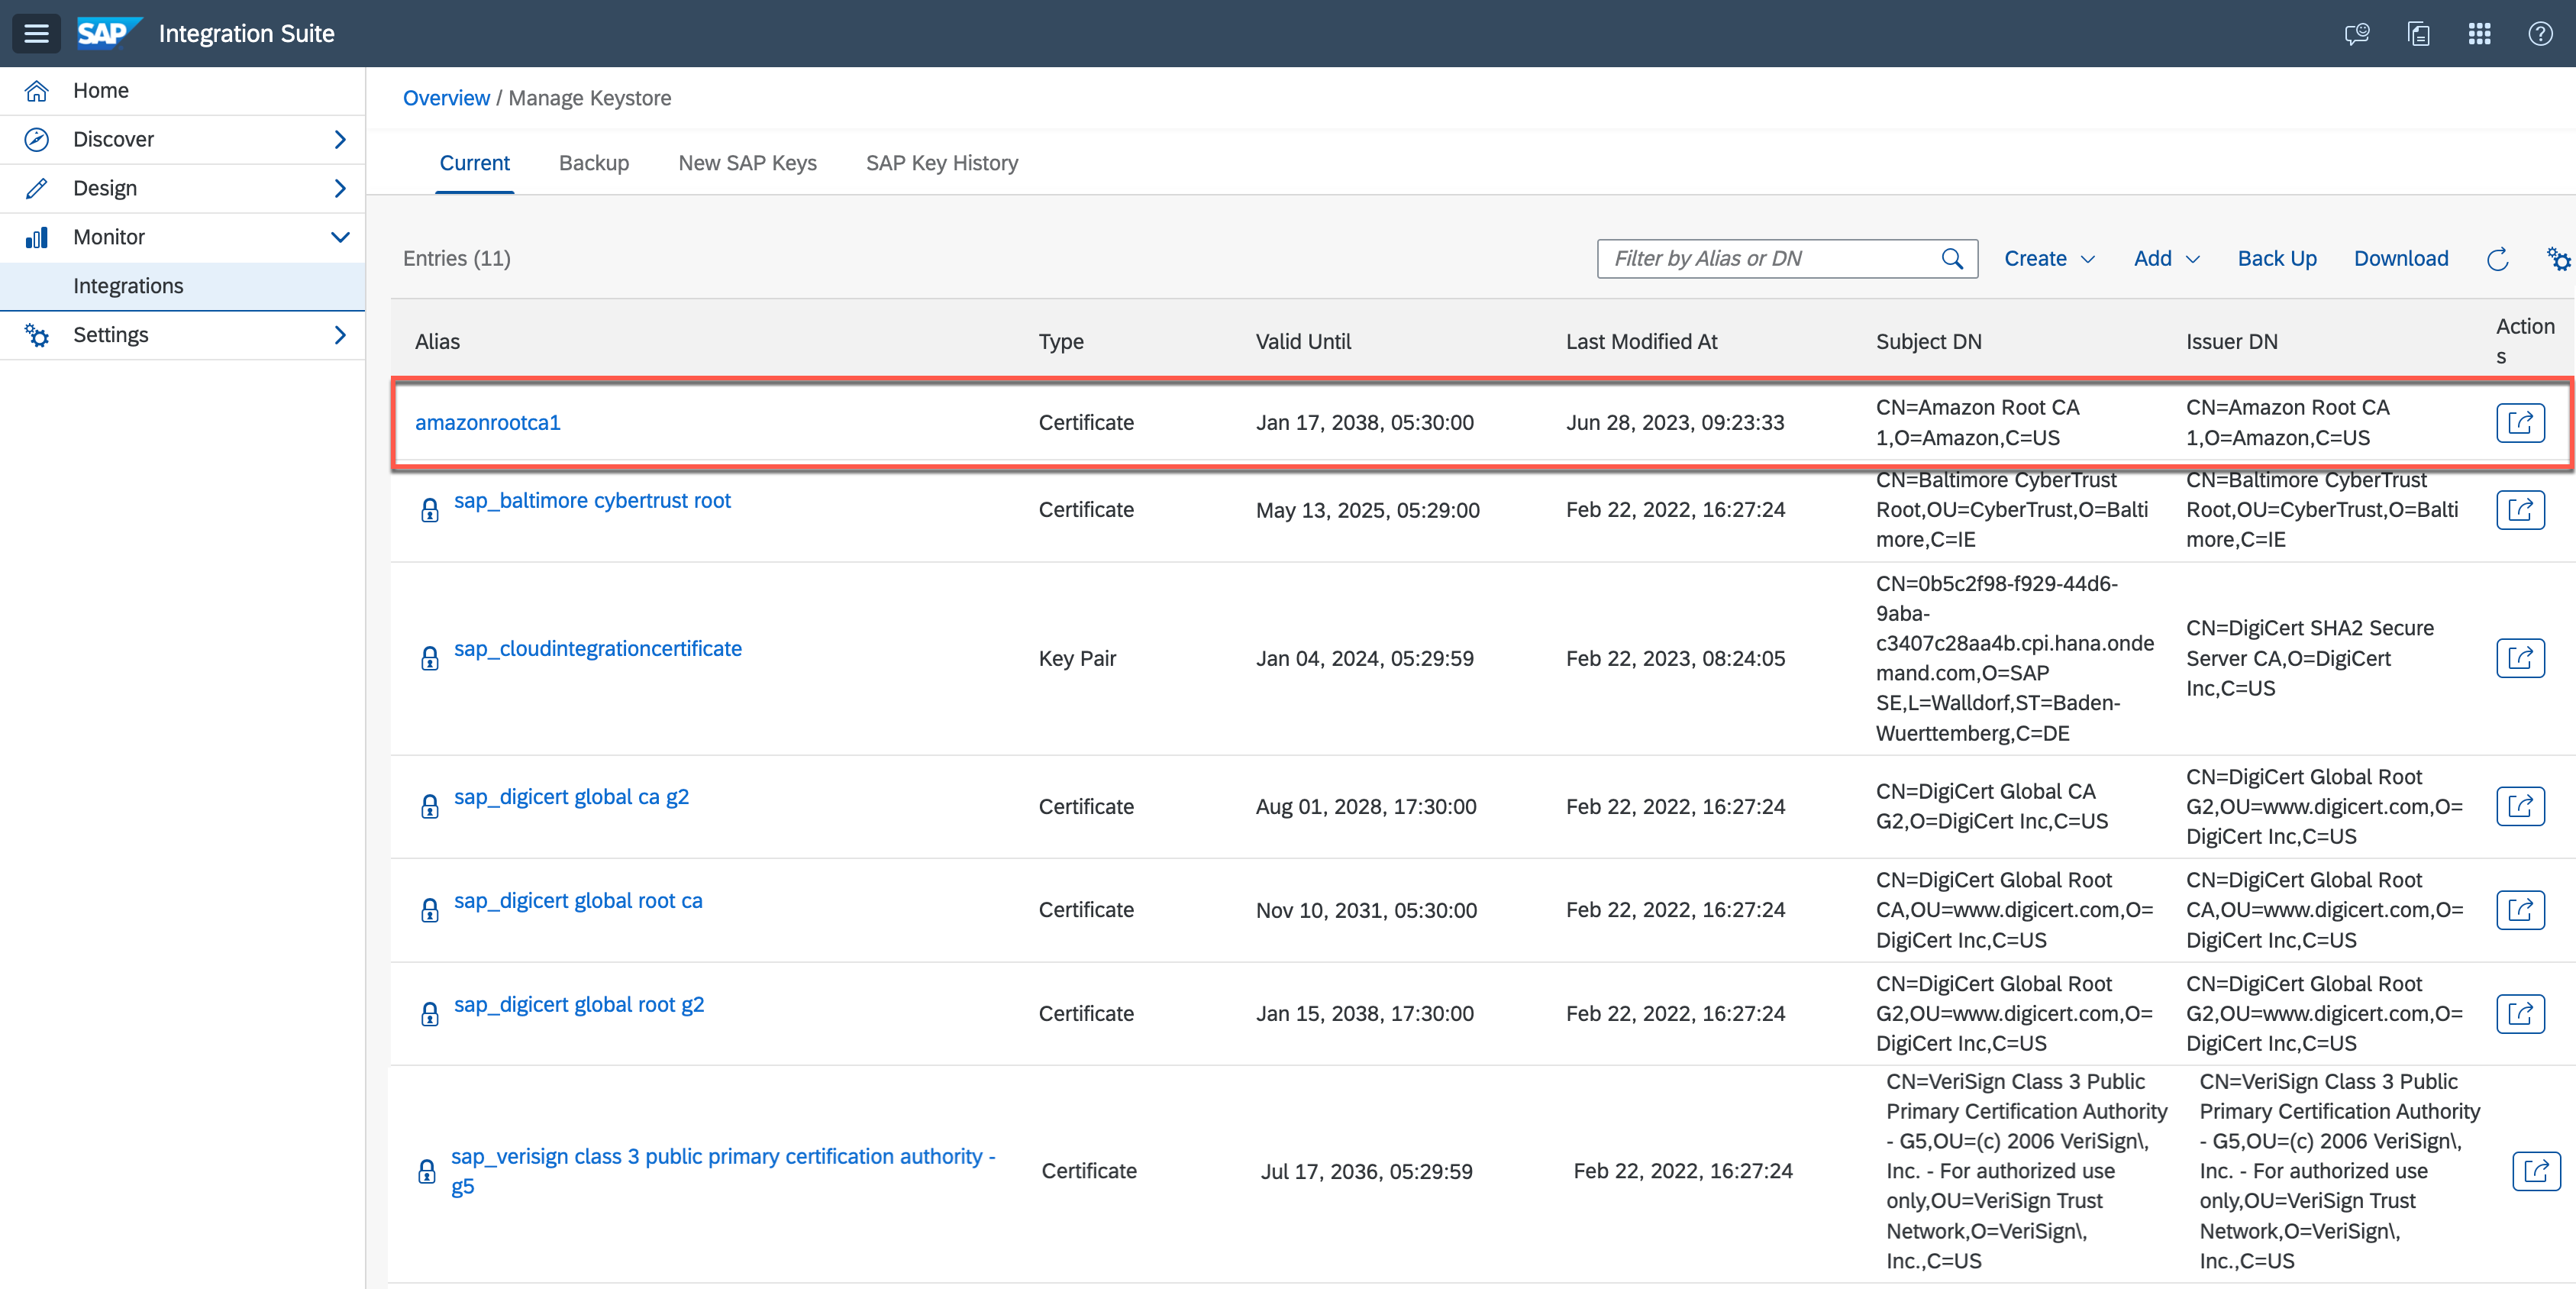 SAP Integration Suite
Home
Discover
Design
Monitor
Integrations
Settings
Overview / Manage Keystore
Current Backup New SAP Keys SAP Key History
Entries (11) Filter by Alias or DN Create Add Back Up Download
Alias Type Valid Until Last Modified At Subject DN Issuer DN Action
s
amazonrootca1 Certificate Jan 17, 2038, 05:30:00 Jun 28, 2023, 09:23:33
CN=Amazon Root CA
1,O=Amazon,C=US
CN=Amazon Root CA
1,O=Amazon,C=US
sap_baltimore cybertrust root Certificate May 13, 2025, 05:29:00 Feb 22, 2022, 16:27:24
CN=Baltimore CyberTrust
Root,OU=CyberTrust,O=Balti
more,C=IE
CN=Baltimore CyberTrust
Root,OU=CyberTrust,O=Balti
more,C=IE
sap_cloudintegrationcertificate Key Pair Jan 04, 2024, 05:29:59 Feb 22, 2023, 08:24:05
CN=0b5c2f98-f929-44d6-
9aba-
c3407c28aa4b.cpi.hana.onde
mand.com,O=SAP
SE,L=Walldorf,ST=Baden-
Wuerttemberg,C=DE
CN=DigiCert SHA2 Secure
Server CA,O=DigiCert
Inc,C=US
sap_digicert global ca g2 Certificate Aug 01, 2028, 17:30:00 Feb 22, 2022, 16:27:24
CN=DigiCert Global CA
G2,O=DigiCert Inc,C=US
CN=DigiCert Global Root
G2,OU=www.digicert.com,O=
DigiCert Inc,C=US
sap_digicert global root ca Certificate Nov 10, 2031, 05:30:00 Feb 22, 2022, 16:27:24
CN=DigiCert Global Root
CA,OU=www.digicert.com,O=
DigiCert Inc,C=US
CN=DigiCert Global Root
CA,OU=www.digicert.com,O=
DigiCert Inc,C=US
sap_digicert global root g2 Certificate Jan 15, 2038, 17:30:00 Feb 22, 2022, 16:27:24
CN=DigiCert Global Root
G2,OU=www.digicert.com,O=
DigiCert Inc,C=US
CN=DigiCert Global Root
G2,OU=www.digicert.com,O=
DigiCert Inc,C=US
sap_verisign class 3 public primary certification authority -
g5
Certificate Jul 17, 2036, 05:29:59 Feb 22, 2022, 16:27:24
CN=VeriSign Class 3 Public
Primary Certification Authority
- G5,OU=(c) 2006 VeriSign\,
Inc. - For authorized use
only,OU=VeriSign Trust
Network,O=VeriSign\,
Inc.,C=US
CN=VeriSign Class 3 Public
Primary Certification Authority
- G5,OU=(c) 2006 VeriSign\,
Inc. - For authorized use
only,OU=VeriSign Trust
Network,O=VeriSign\,
Inc.,C=US